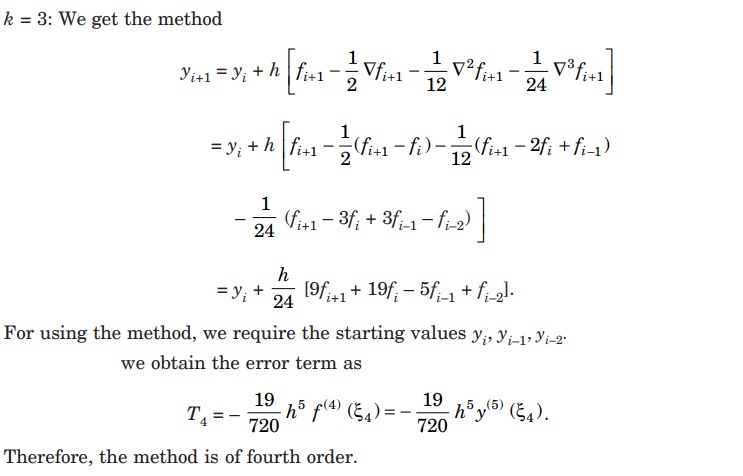 k = 3: We get the method
y_{i+1} = y_i + h [f_{i+1} − 1/2 ∇f_{i+1} − 1/12 ∇²f_{i+1} − 1/24 ∇³f_{i+1}]
= y_i + h [f_{i+1} − 1/2 (f_{i+1} − f_i) − 1/12 (f_{i+1} − 2f_i + f_{i–1})
− 1/24 (f_{i+1} – 3f_i + 3f_{i–1} – f_{i–2})]
= y_i + h/24 [9f_{i+1} + 19f_i – 5f_{i–1} + f_{i–2}].
For using the method, we require the starting values y_i, y_{i–1}, y_{i–2}.
we obtain the error term as
T_4 = − 19/720 h^5 f^{(4)} (ξ_4) = − 19/720 h^5 y^{(5)} (ξ_4).
Therefore, the method is of fourth order.